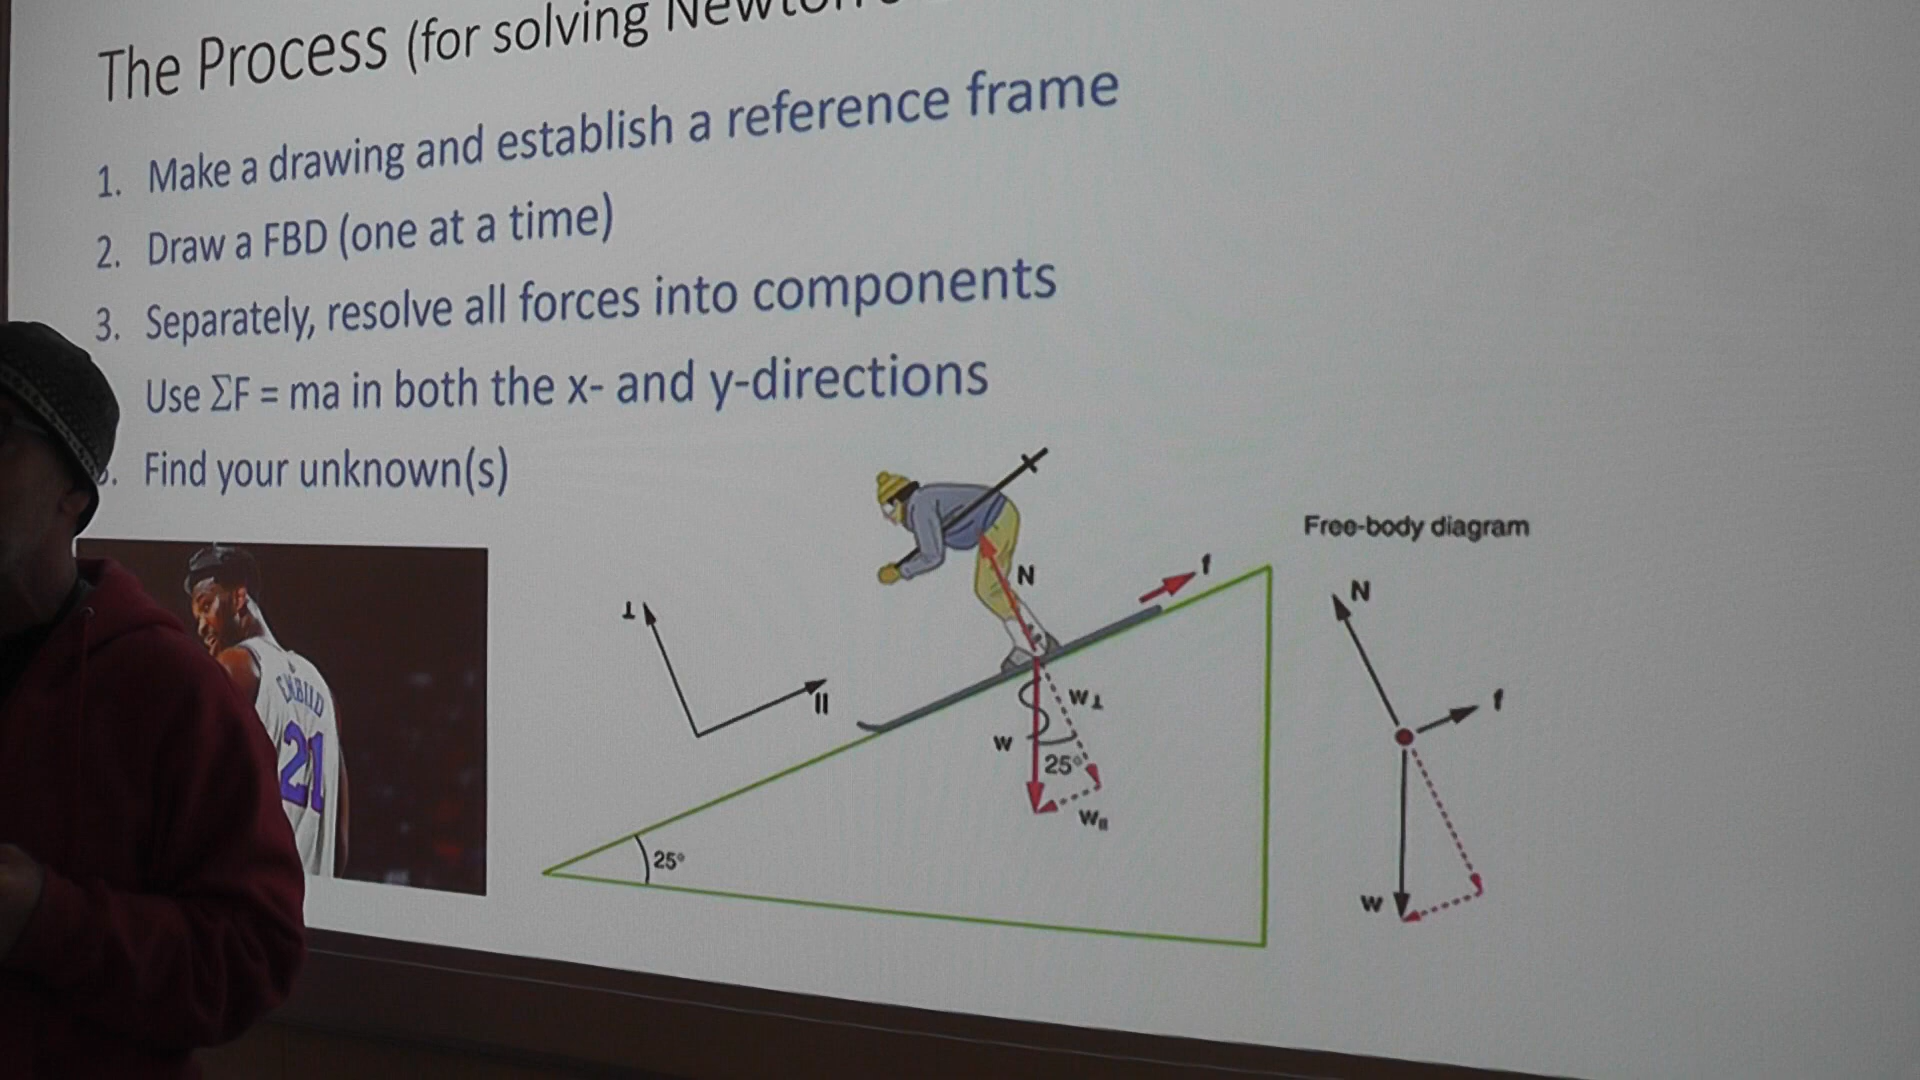 The Process (for solving
1. Make a drawing and establish a reference frame
2. Draw a FBD (one at a time)
3. Separately, resolve all forces into components
Use ΣF = ma in both the x- and y-directions
Find your unknown(s)
EMBIID
21
⊥
||
N
f
W⊥
W
25°
W||
25°
Free-body diagram
N
f
W